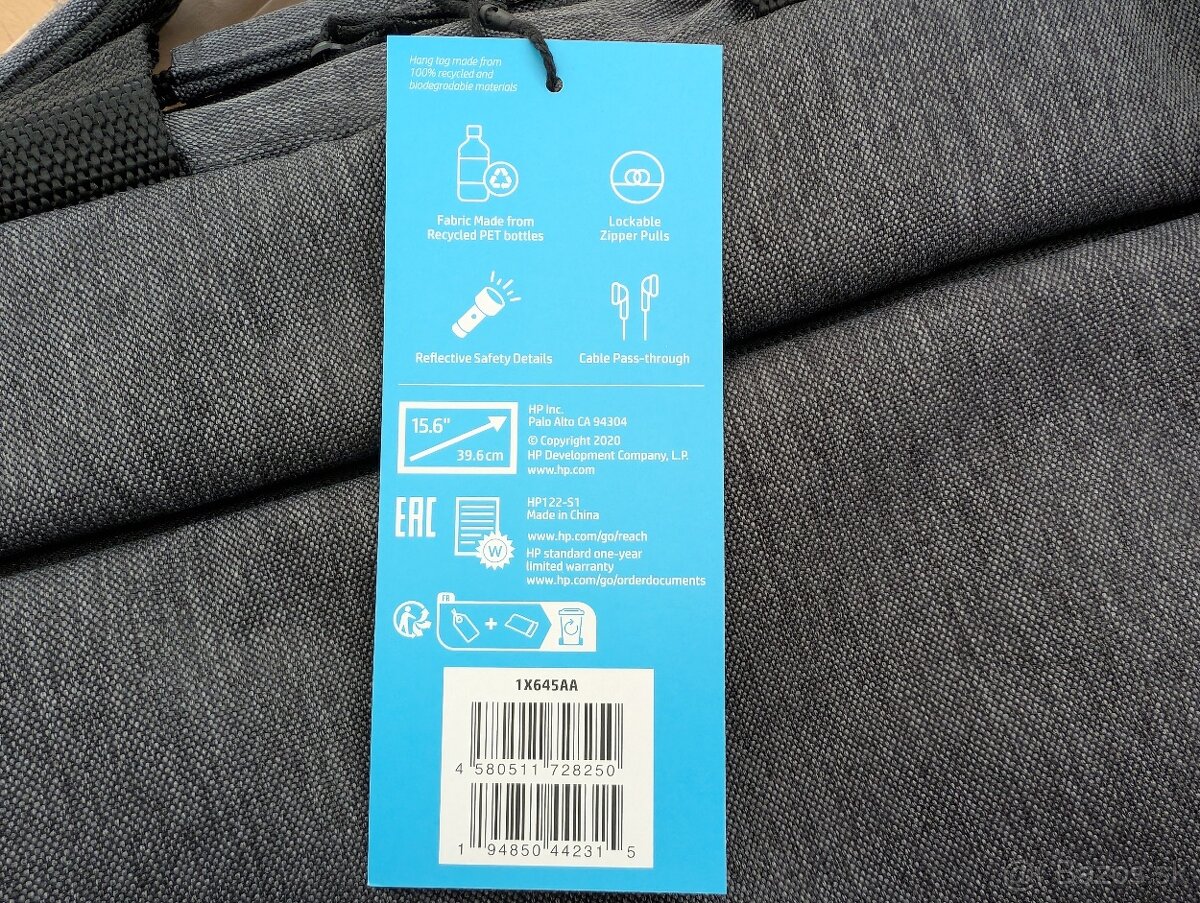 Hang tag made from
100% recycled and
biodegradable materials
Fabric Made from
Recycled PET bottles
Lockable
Zipper Pulls
Reflective Safety Details
Cable Pass-through
15.6"
39.6cm
HP Inc.
Palo Alto CA 94304
© Copyright 2020
HP Development Company, L.P.
www.hp.com
EAC
W
HP122-S1
Made in China
www.hp.com/go/reach
HP standard one-year
limited warranty
www.hp.com/go/orderdocuments
FR
+
1X645AA
4 580511 728250
1 94850 44231 5
Bazos.sk